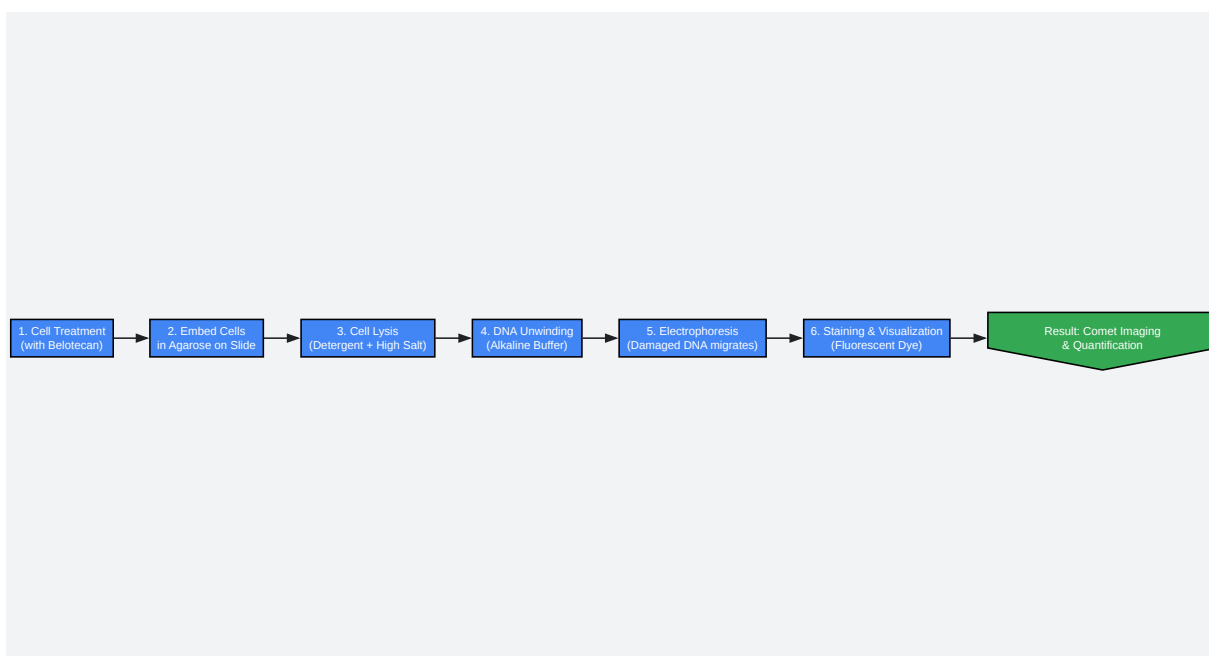 1. Cell Treatment
(with Belotecan)
2. Embed Cells
in Agarose on Slide
3. Cell Lysis
(Detergent + High Salt)
4. DNA Unwinding
(Alkaline Buffer)
5. Electrophoresis
(Damaged DNA migrates)
6. Staining & Visualization
(Fluorescent Dye)
Result: Comet Imaging
& Quantification